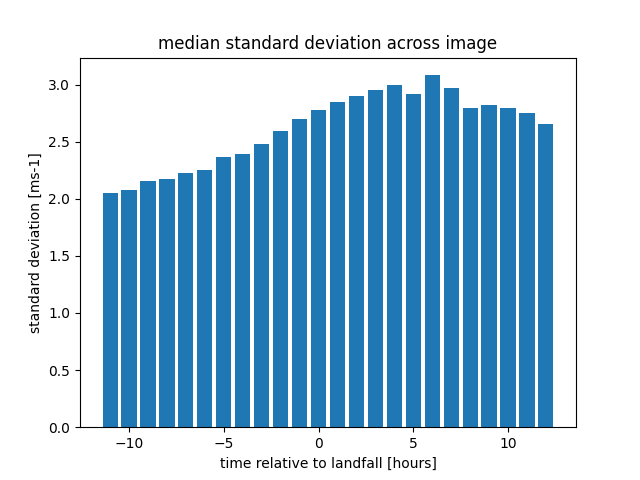 median standard deviation across image
standard deviation [ms-1]
3.0
2.5
2.0
1.5
1.0
0.5
0.0
−10 −5 0 5 10
time relative to landfall [hours]